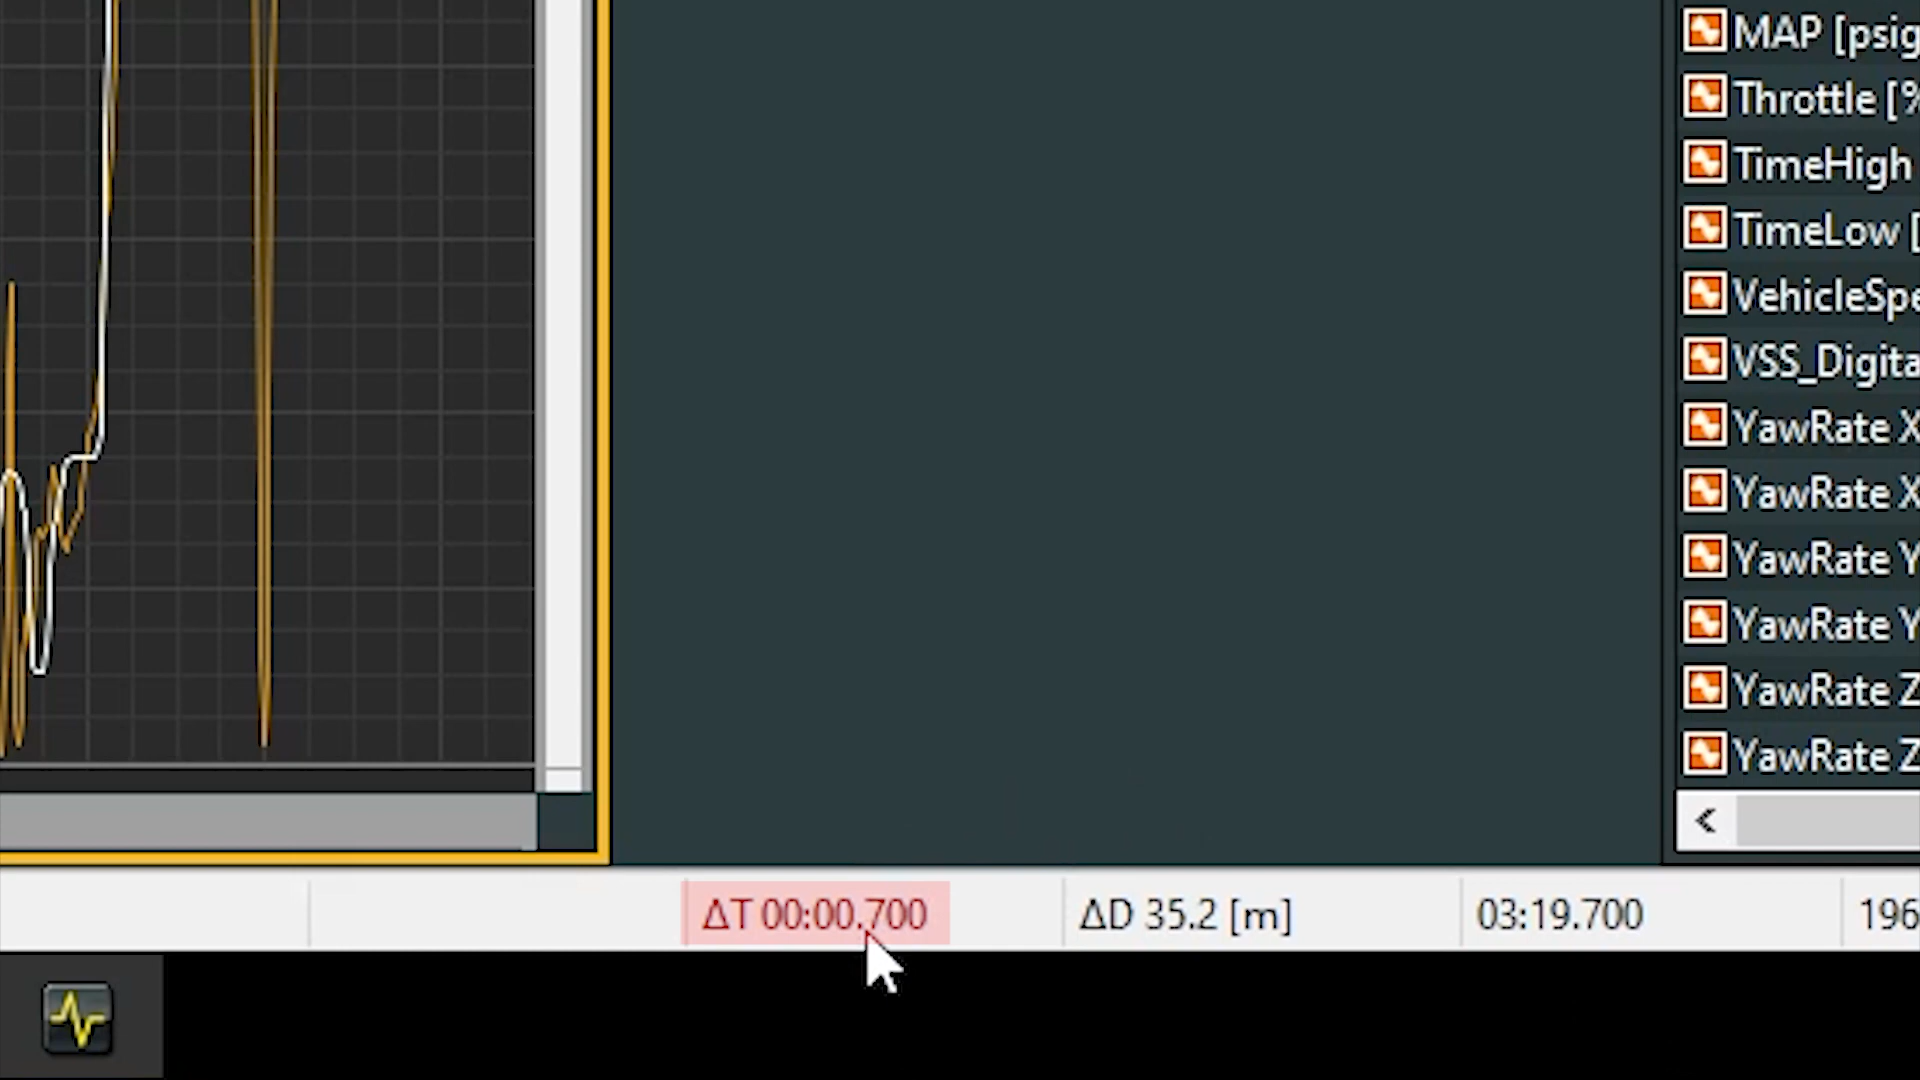 MAP [psig
Throttle [%
TimeHigh
TimeLow [
VehicleSpe
VSS_Digita
YawRate X
YawRate X
YawRate Y
YawRate Y
YawRate Z
YawRate Z
ΔT 00:00.700
ΔD 35.2 [m]
03:19.700
196